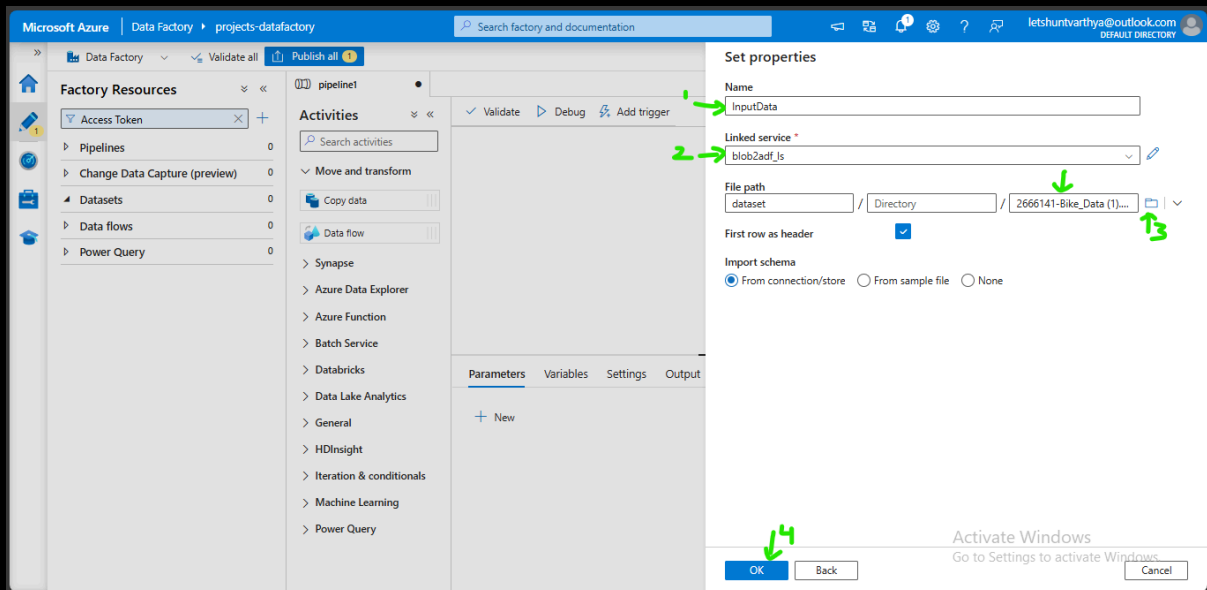 Microsoft Azure
Data Factory
projects-datafactory
Search factory and documentation
1
letshuntvarthya@outlook.com
DEFAULT DIRECTORY
Data Factory
Validate all
Publish all 1
Factory Resources
Access Token
Pipelines 0
Change Data Capture (preview) 0
Datasets 0
Data flows 0
Power Query 0
1
pipeline1
Activities
Search activities
Move and transform
Copy data
Data flow
Synapse
Azure Data Explorer
Azure Function
Batch Service
Databricks
Data Lake Analytics
General
HDInsight
Iteration & conditionals
Machine Learning
Power Query
Validate Debug Add trigger
Parameters Variables Settings Output
New
Set properties
Name
1
InputData
Linked service *
2
blob2adf_ls
File path
dataset / Directory / 2666141-Bike_Data (1)....
3
First row as header
Import schema
From connection/store From sample file None
4
Activate Windows
Go to Settings to activate Windows.
OK Back Cancel